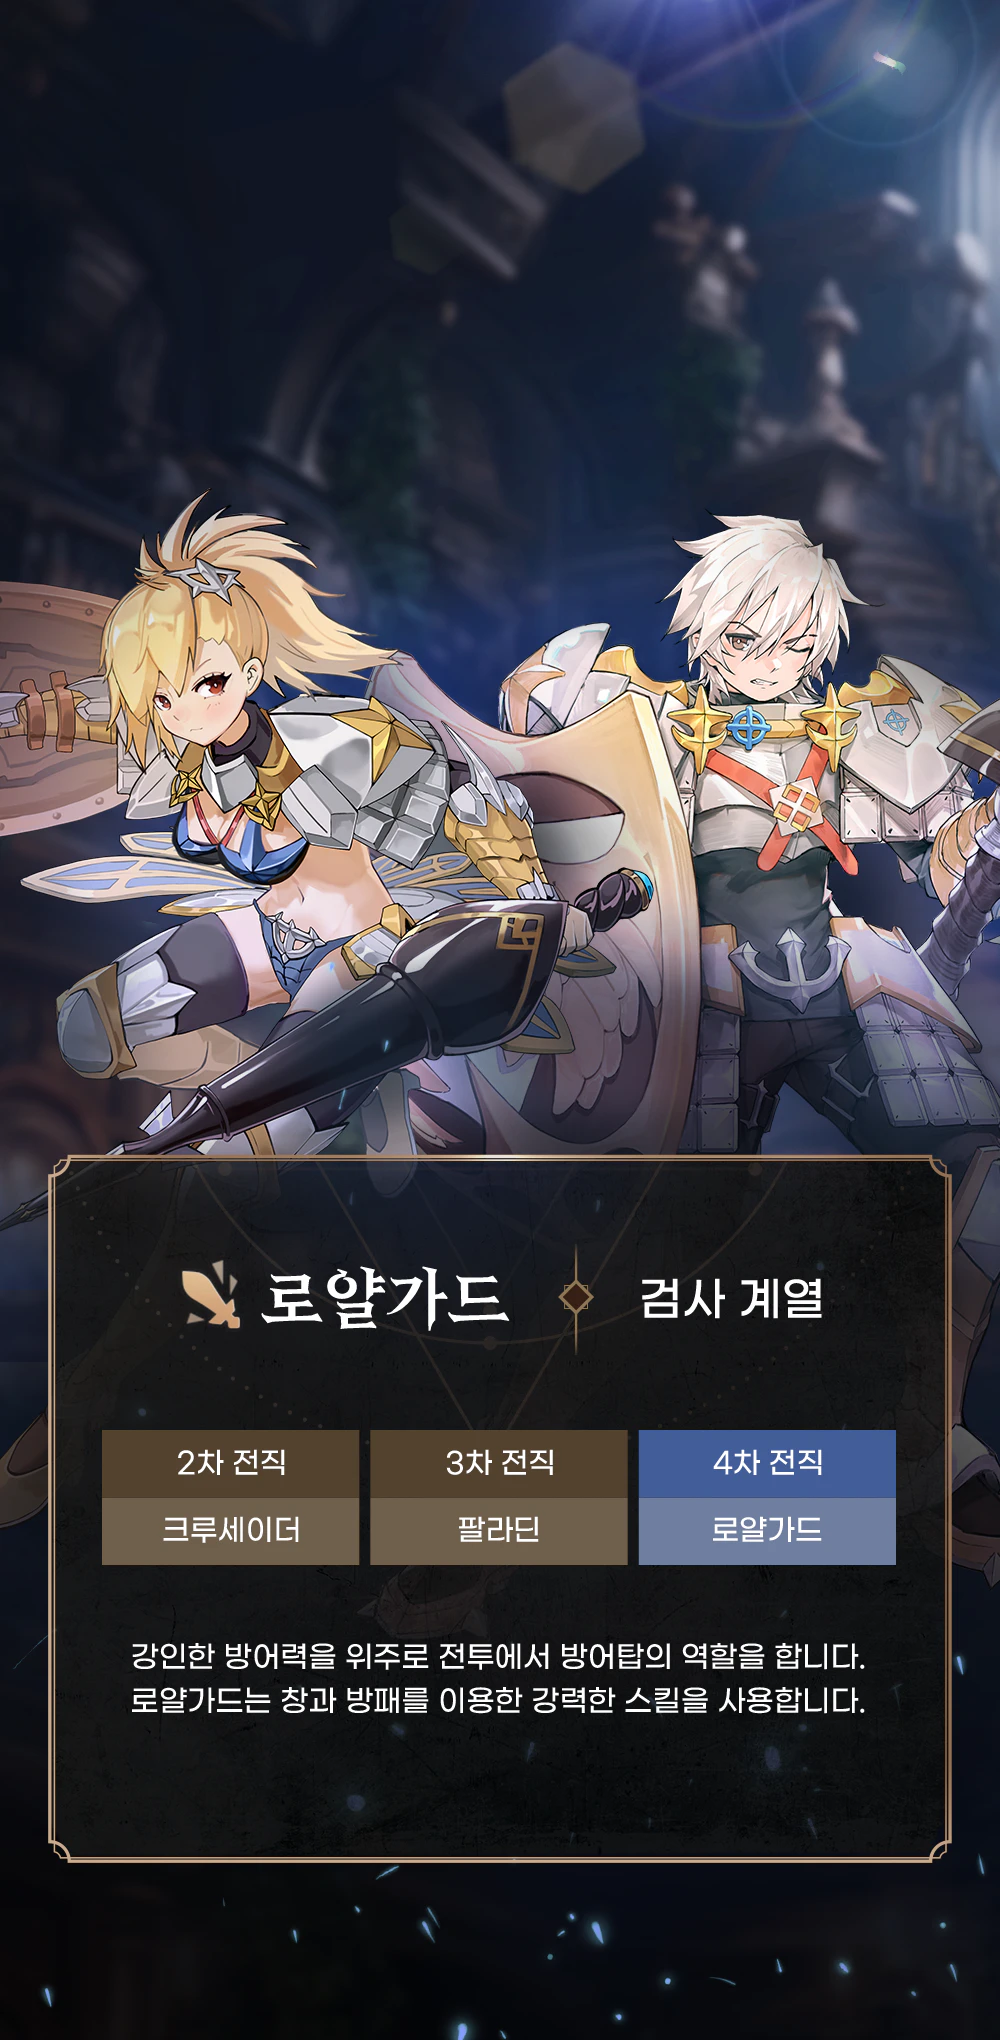 로얄가드 검사 계열
2차 전직 3차 전직 4차 전직
크루세이더 팔라딘 로얄가드
강인한 방어력을 위주로 전투에서 방어탑의 역할을 합니다.
로얄가드는 창과 방패를 이용한 강력한 스킬을 사용합니다.